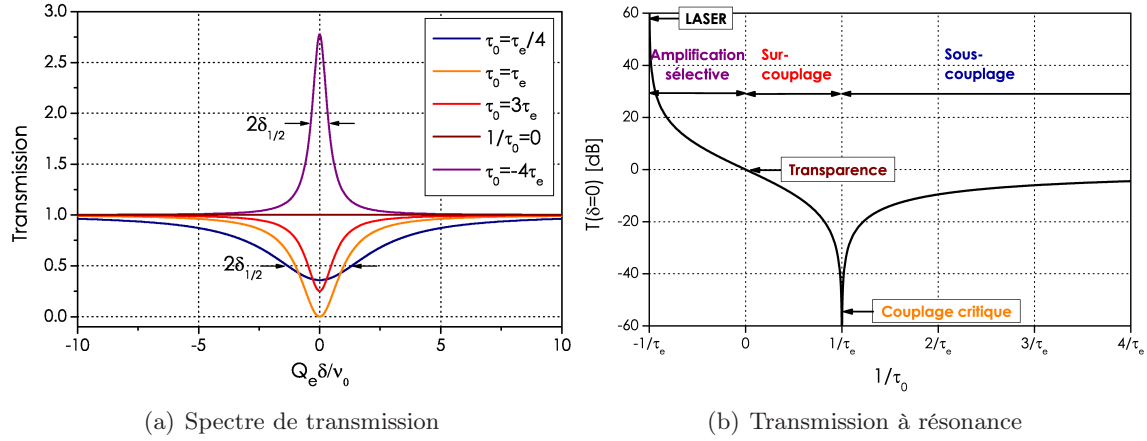 3.0
2.5
2.0
1.5
1.0
0.5
0.0
Transmission
τ₀=τₑ/4
τ₀=τₑ
τ₀=3τₑ
1/τ₀=0
τ₀=-4τₑ
2δ₁/₂
2δ₁/₂
-10
-5
0
5
10
Qₑδ/ν₀
(a) Spectre de transmission
60
40
20
0
-20
-40
-60
T(δ=0) [dB]
LASER
Amplification
sélective
Sur-
couplage
Sous-
couplage
Transparence
Couplage critique
-1/τₑ
0
1/τₑ
2/τₑ
3/τₑ
4/τₑ
1/τ₀
(b) Transmission à résonance